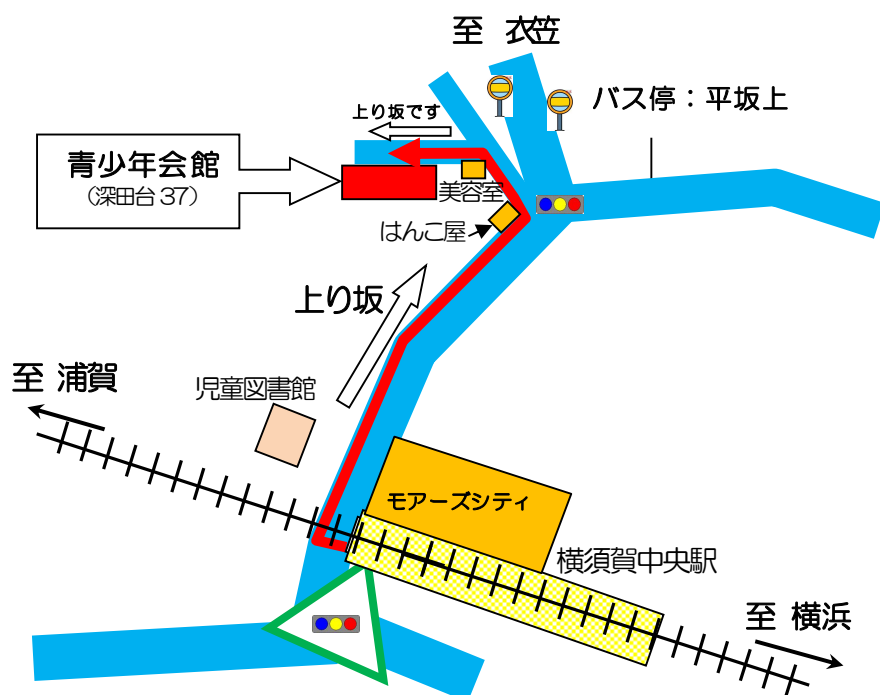 至 衣笠
バス停：平坂上
上り坂です
青少年会館
（深田台 37）
美容室
はんこ屋
上り坂
至 浦賀
児童図書館
モアーズシティ
横須賀中央駅
至 横浜